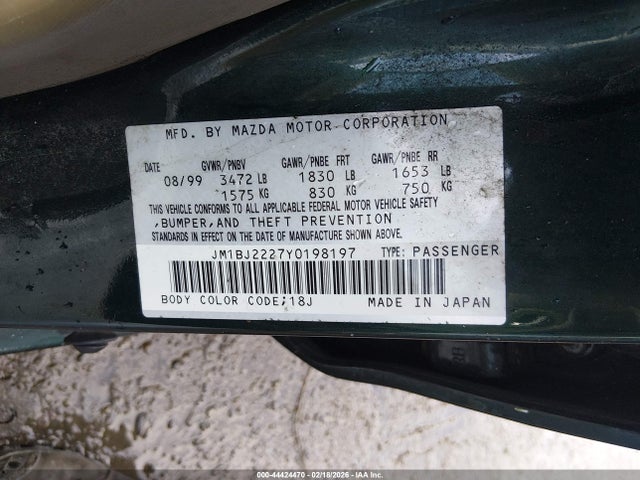 MFD. BY MAZDA MOTOR CORPORATION
DATE GVWR/PNBV GAWR/PNBE FRT GAWR/PNBE RR
08/99 3472 LB 1830 LB 1653 LB
1575 KG 830 KG 750 KG
THIS VEHICLE CONFORMS TO ALL APPLICABLE FEDERAL MOTOR VEHICLE SAFETY
,BUMPER,AND THEFT PREVENTION
STANDARDS IN EFFECT ON THE DATE OF MANUFACTURE SHOWN ABOVE.
JM1BJ2227Y0198197 TYPE: PASSENGER
BODY COLOR CODE;18J MADE IN JAPAN
000-44424470 - 02/18/2026 - IAA Inc.